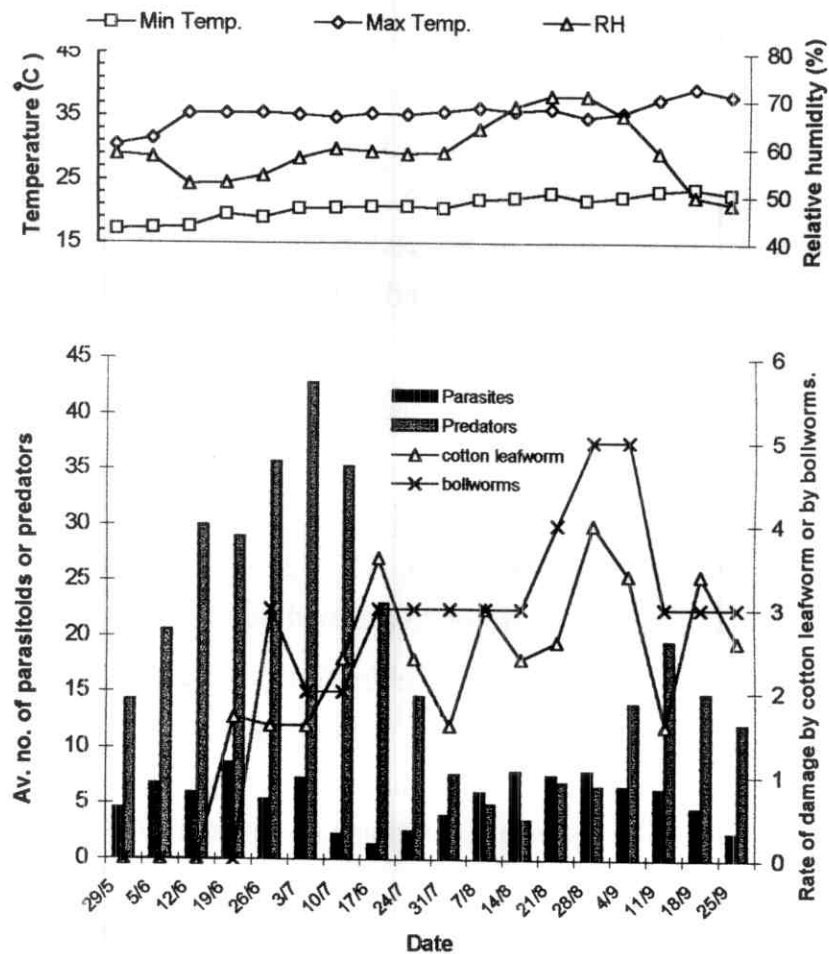 Min Temp. Max Temp. RH
Temperature (°C)
45
35
25
15
Relative humidity (%)
80
70
60
50
40
Av. no. of parasitoids or predators
45
40
35
30
25
20
15
10
5
0
Parasites
Predators
cotton leafworm
bollworms
Rate of damage by cotton leafworm or by bollworms.
6
5
4
3
2
1
0
29/5 5/6 12/6 19/6 26/6 3/7 10/7 17/6 24/7 31/7 7/8 14/8 21/8 28/8 4/9 11/9 18/9 25/9
Date